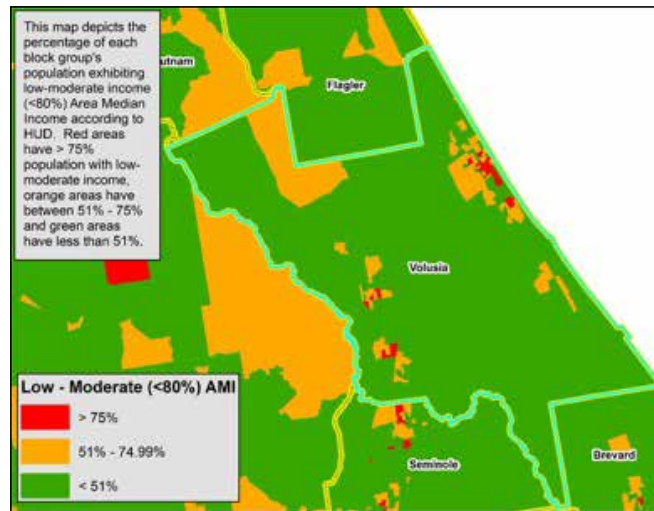 This map depicts the
percentage of each
block group's
population exhibiting
low-moderate income
(<80%) Area Median
Income according to
HUD. Red areas
have > 75%
population with low-
moderate income,
orange areas have
between 51% - 75%
and green areas
have less than 51%.
utnam
Flagler
Volusia
Low - Moderate (<80%) AMI
> 75%
51% - 74.99%
< 51%
Seminole
Brevard